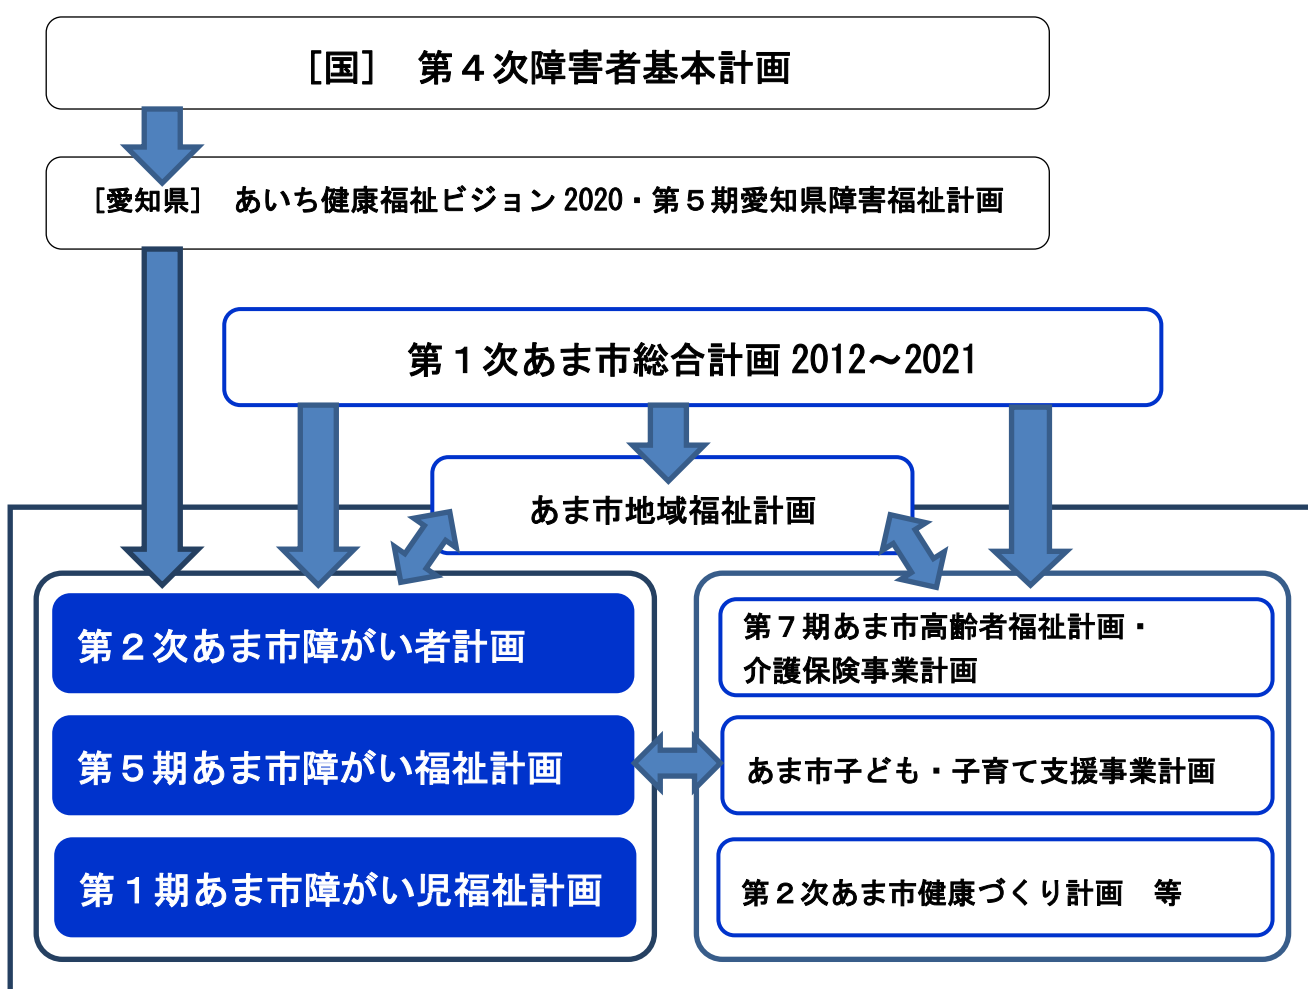 ［国］　第４次障害者基本計画
［愛知県］　あいち健康福祉ビジョン 2020・第５期愛知県障害福祉計画
第１次あま市総合計画 2012～2021
あま市地域福祉計画
第２次あま市障がい者計画
第５期あま市障がい福祉計画
第１期あま市障がい児福祉計画
第７期あま市高齢者福祉計画・
介護保険事業計画
あま市子ども・子育て支援事業計画
第２次あま市健康づくり計画　等